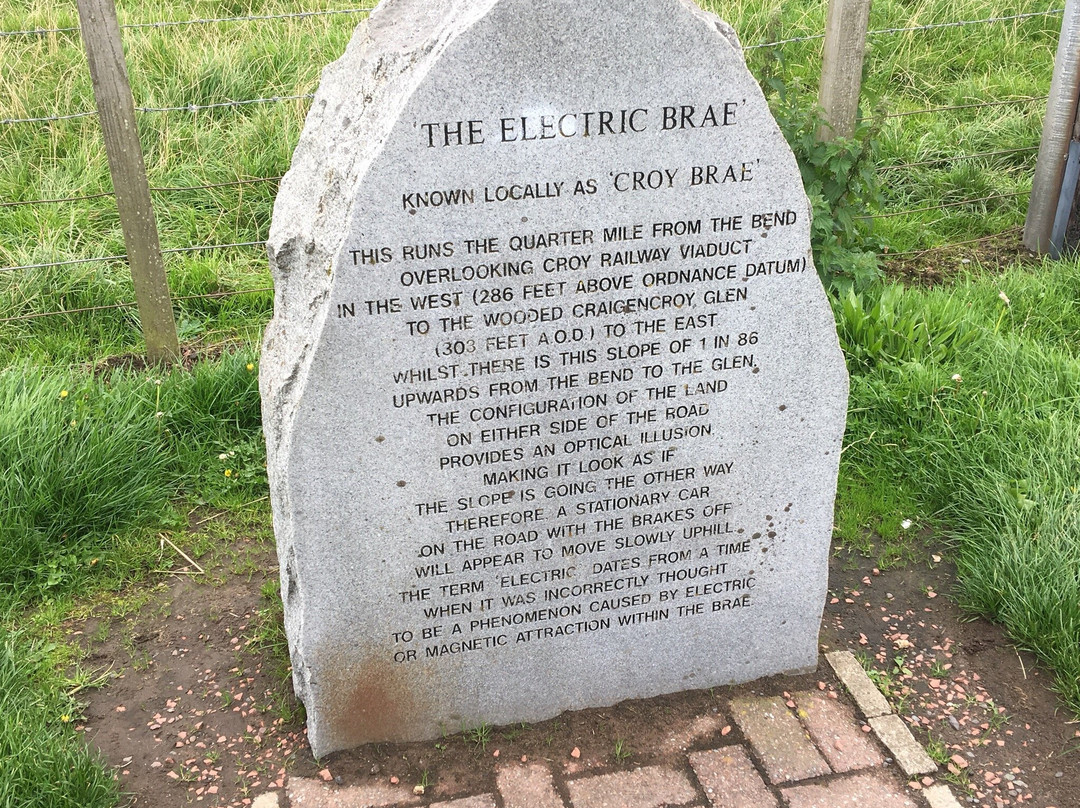 'THE ELECTRIC BRAE'
KNOWN LOCALLY AS 'CROY BRAE'
THIS RUNS THE QUARTER MILE FROM THE BEND
OVERLOOKING CROY RAILWAY VIADUCT
IN THE WEST (286 FEET ABOVE ORDNANCE DATUM)
TO THE WOODED CRAIGENCROY GLEN
(303 FEET A.O.D.) TO THE EAST
WHILST THERE IS THIS SLOPE OF 1 IN 86
UPWARDS FROM THE BEND TO THE GLEN,
THE CONFIGURATION OF THE LAND
ON EITHER SIDE OF THE ROAD
PROVIDES AN OPTICAL ILLUSION
MAKING IT LOOK AS IF
THE SLOPE IS GOING THE OTHER WAY
THEREFORE A STATIONARY CAR
ON THE ROAD WITH THE BRAKES OFF
WILL APPEAR TO MOVE SLOWLY UPHILL
THE TERM 'ELECTRIC' DATES FROM A TIME
WHEN IT WAS INCORRECTLY THOUGHT
TO BE A PHENOMENON CAUSED BY ELECTRIC
OR MAGNETIC ATTRACTION WITHIN THE BRAE